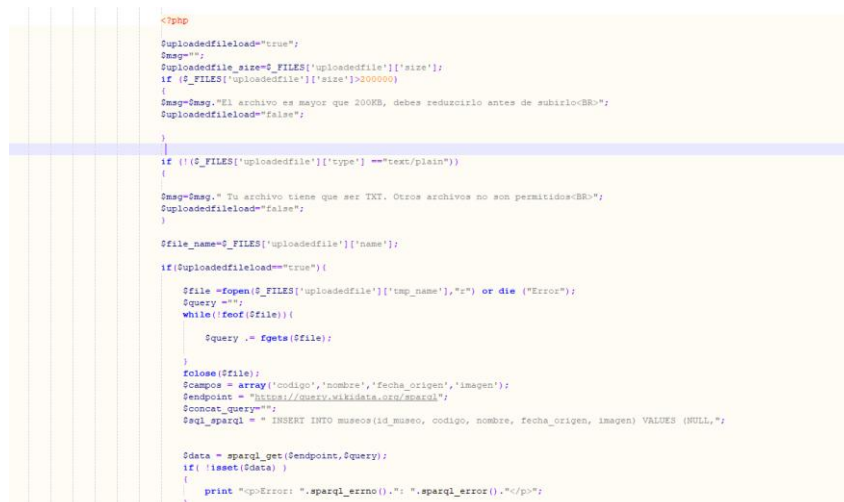 <?php
$uploadedfileload="true";
$msg="";
$uploadedfile_size=$_FILES['uploadedfile']['size'];
if ($_FILES['uploadedfile']['size']>200000)
{
$msg=$msg."El archivo es mayor que 200KB, debes reduzcirlo antes de subirlo<BR>";
$uploadedfileload="false";
}
if (!($_FILES['uploadedfile']['type'] =="text/plain"))
{
$msg=$msg." Tu archivo tiene que ser TXT. Otros archivos no son permitidos<BR>";
$uploadedfileload="false";
}
$file_name=$_FILES['uploadedfile']['name'];
if($uploadedfileload=="true"){
$file =fopen($_FILES['uploadedfile']['tmp_name'],"r") or die ("Error");
$query ="";
while(!feof($file)){
$query .= fgets($file);
}
fclose($file);
$campos = array('codigo','nombre','fecha_origen','imagen');
$endpoint = "https://query.wikidata.org/sparql";
$concat_query="";
$sql_sparql = " INSERT INTO museos(id_museo, codigo, nombre, fecha_origen, imagen) VALUES (NULL,";
$data = sparql_get($endpoint,$query);
if( !isset($data) )
{
print "<p>Error: ".sparql_errno().": ".sparql_error()."</p>";